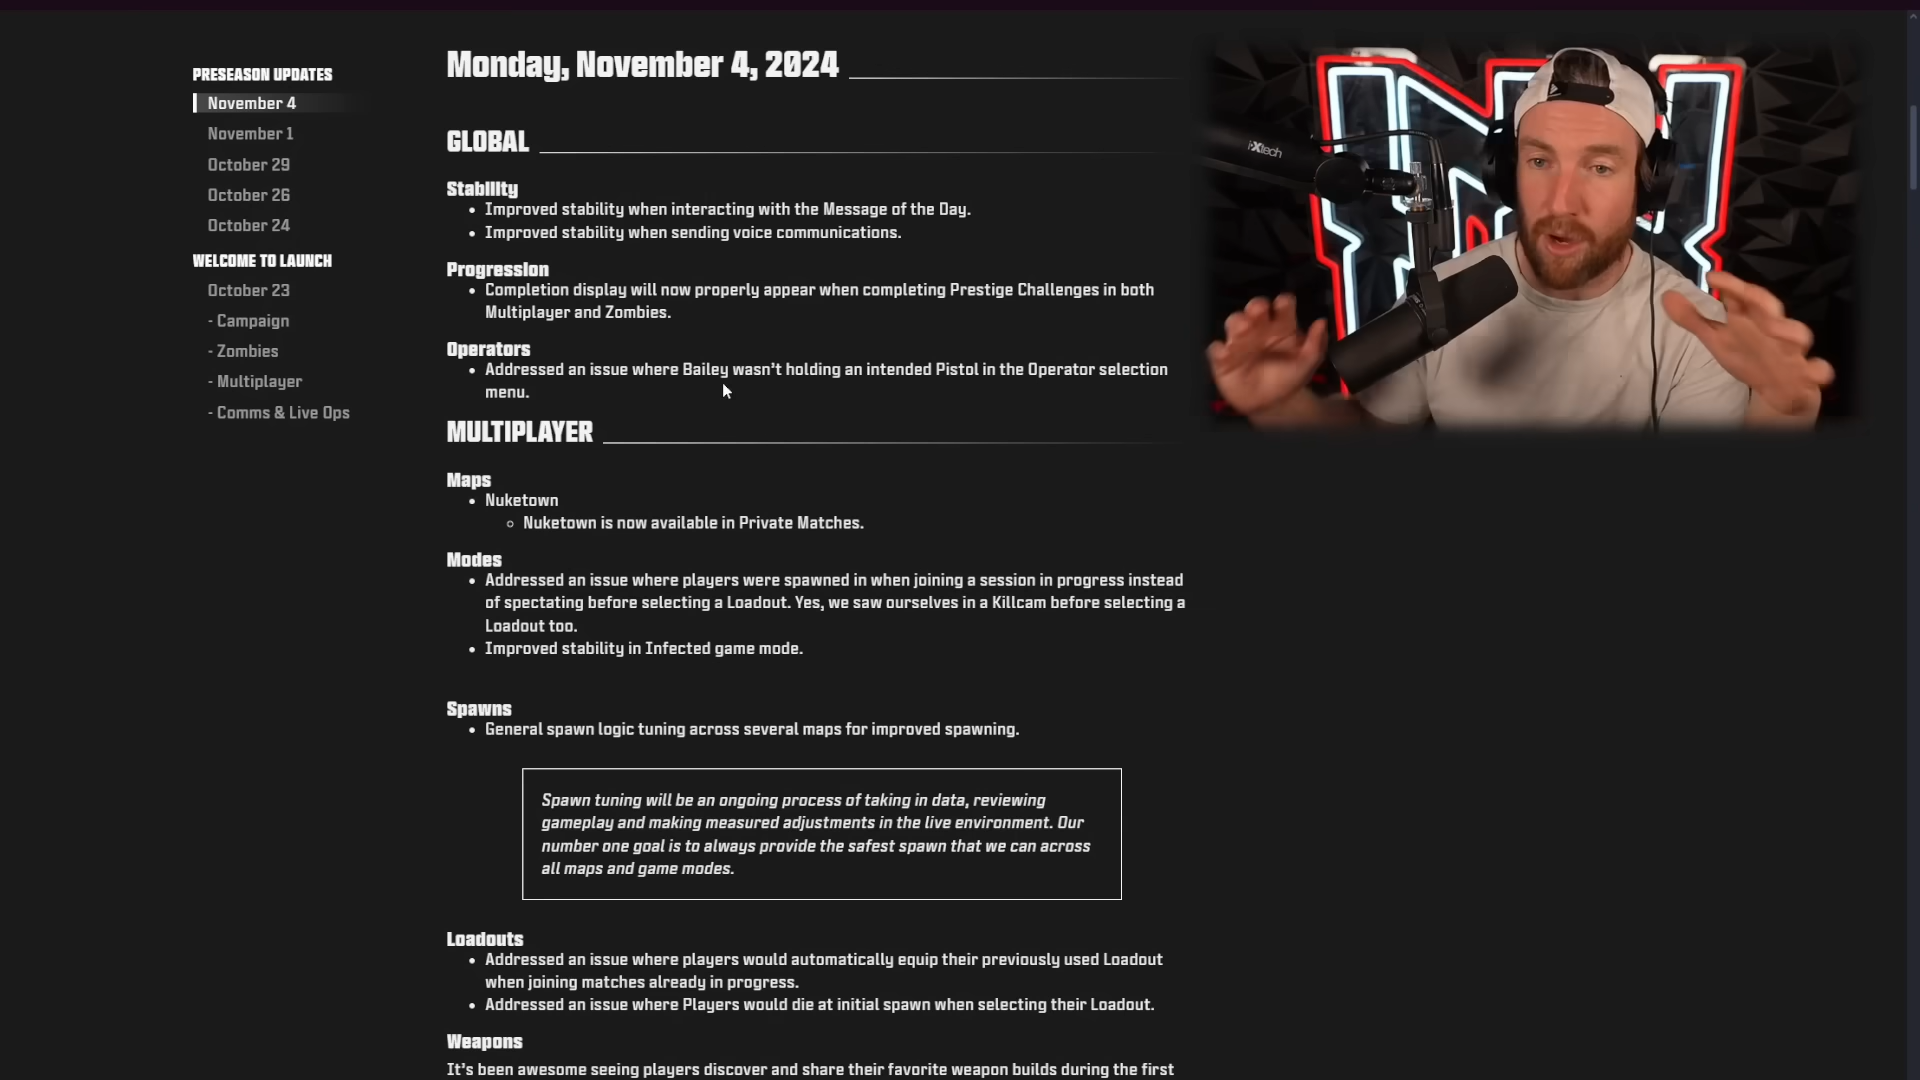 PRESEASON UPDATES
November 4
November 1
October 29
October 26
October 24
WELCOME TO LAUNCH
October 23
- Campaign
- Zombies
- Multiplayer
- Comms & Live Ops
Monday, November 4, 2024
GLOBAL
Stability
• Improved stability when interacting with the Message of the Day.
• Improved stability when sending voice communications.
Progression
• Completion display will now properly appear when completing Prestige Challenges in both
Multiplayer and Zombies.
Operators
• Addressed an issue where Bailey wasn't holding an intended Pistol in the Operator selection
menu.
MULTIPLAYER
Maps
• Nuketown
◦ Nuketown is now available in Private Matches.
Modes
• Addressed an issue where players were spawned in when joining a session in progress instead
of spectating before selecting a Loadout. Yes, we saw ourselves in a Killcam before selecting a
Loadout too.
• Improved stability in Infected game mode.
Spawns
• General spawn logic tuning across several maps for improved spawning.
Spawn tuning will be an ongoing process of taking in data, reviewing
gameplay and making measured adjustments in the live environment. Our
number one goal is to always provide the safest spawn that we can across
all maps and game modes.
Loadouts
• Addressed an issue where players would automatically equip their previously used Loadout
when joining matches already in progress.
• Addressed an issue where Players would die at initial spawn when selecting their Loadout.
Weapons
It's been awesome seeing players discover and share their favorite weapon builds during the first